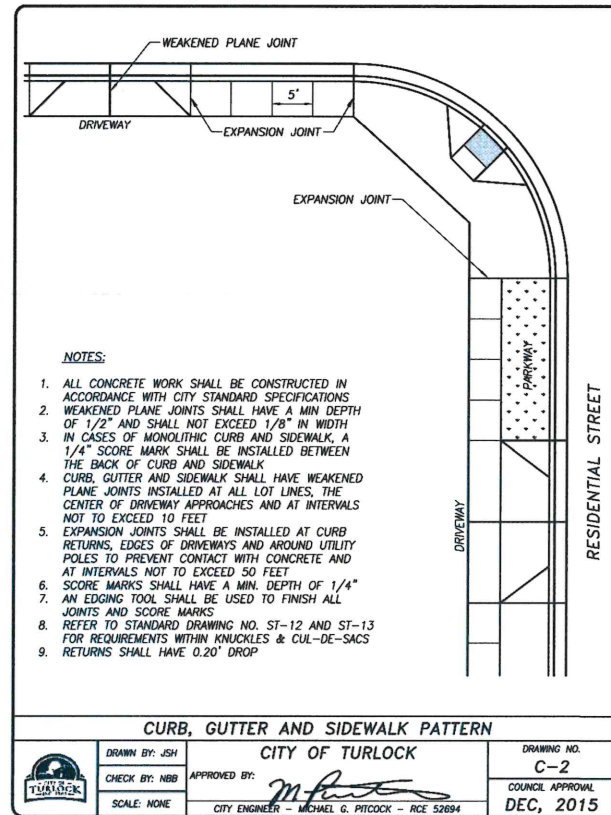 WEAKENED PLANE JOINT
5'
DRIVEWAY
EXPANSION JOINT
EXPANSION JOINT
PARKWAY
RESIDENTIAL STREET
DRIVEWAY
NOTES:
1. ALL CONCRETE WORK SHALL BE CONSTRUCTED IN
ACCORDANCE WITH CITY STANDARD SPECIFICATIONS
2. WEAKENED PLANE JOINTS SHALL HAVE A MIN DEPTH
OF 1/2" AND SHALL NOT EXCEED 1/8" IN WIDTH
3. IN CASES OF MONOLITHIC CURB AND SIDEWALK, A
1/4" SCORE MARK SHALL BE INSTALLED BETWEEN
THE BACK OF CURB AND SIDEWALK
4. CURB, GUTTER AND SIDEWALK SHALL HAVE WEAKENED
PLANE JOINTS INSTALLED AT ALL LOT LINES, THE
CENTER OF DRIVEWAY APPROACHES AND AT INTERVALS
NOT TO EXCEED 10 FEET
5. EXPANSION JOINTS SHALL BE INSTALLED AT CURB
RETURNS, EDGES OF DRIVEWAYS AND AROUND UTILITY
POLES TO PREVENT CONTACT WITH CONCRETE AND
AT INTERVALS NOT TO EXCEED 50 FEET
6. SCORE MARKS SHALL HAVE A MIN. DEPTH OF 1/4"
7. AN EDGING TOOL SHALL BE USED TO FINISH ALL
JOINTS AND SCORE MARKS
8. REFER TO STANDARD DRAWING NO. ST-12 AND ST-13
FOR REQUIREMENTS WITHIN KNUCKLES & CUL-DE-SACS
9. RETURNS SHALL HAVE 0.20' DROP
CURB, GUTTER AND SIDEWALK PATTERN
CITY OF
TURLOCK
DRAWN BY: JSH
CHECK BY: NBB
SCALE: NONE
CITY OF TURLOCK
APPROVED BY:
CITY ENGINEER - MICHAEL G. PITCOCK - RCE 52694
DRAWING NO.
C-2
COUNCIL APPROVAL
DEC, 2015